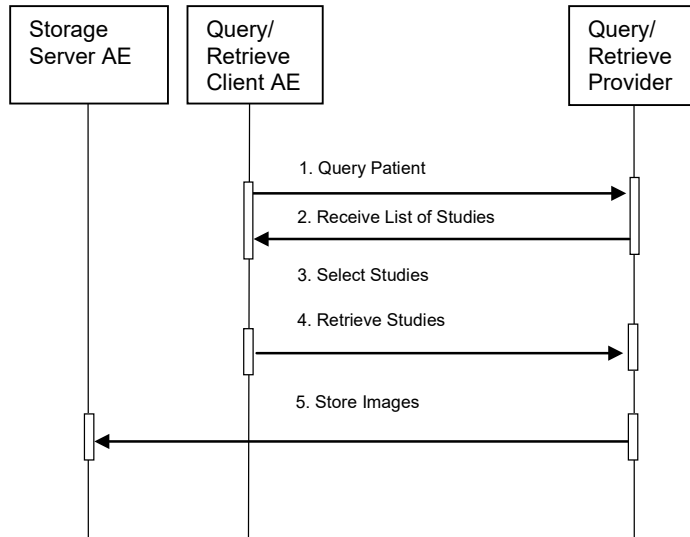 Storage
Server AE
Query/
Retrieve
Client AE
Query/
Retrieve
Provider
1. Query Patient
2. Receive List of Studies
3. Select Studies
4. Retrieve Studies
5. Store Images